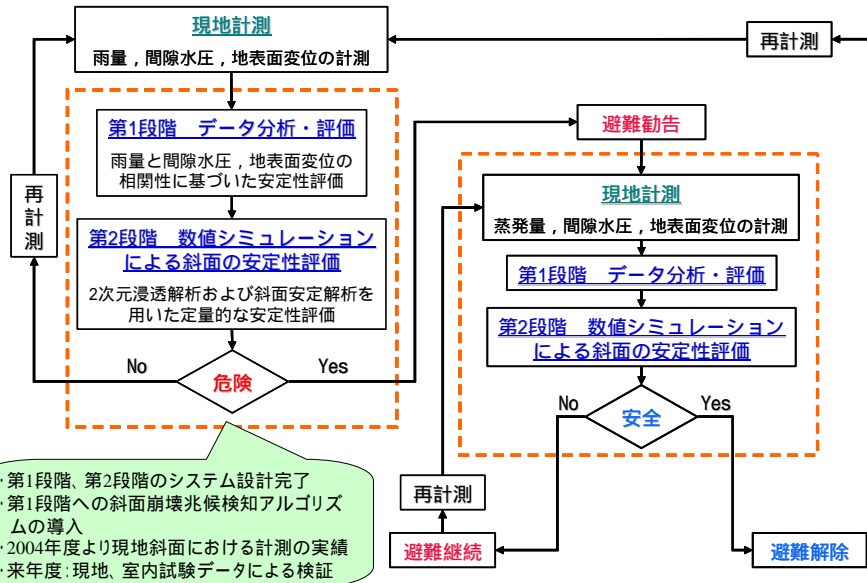 現地計測
雨量，間隙水圧，地表面変位の計測
再計測
第1段階　データ分析・評価
雨量と間隙水圧，地表面変位の
相関性に基づいた安定性評価
再
計
測
第2段階　数値シミュレーション
による斜面の安定性評価
2次元浸透解析および斜面安定解析を
用いた定量的な安定性評価
No
危険
Yes
避難勧告
現地計測
蒸発量，間隙水圧，地表面変位の計測
第1段階　データ分析・評価
第2段階　数値シミュレーション
による斜面の安定性評価
No
安全
Yes
再計測
避難継続
避難解除
・第1段階、第2段階のシステム設計完了
・第1段階への斜面崩壊兆候検知アルゴリズ
ムの導入
・2004年度より現地斜面における計測の実績
・来年度：現地、室内試験データによる検証